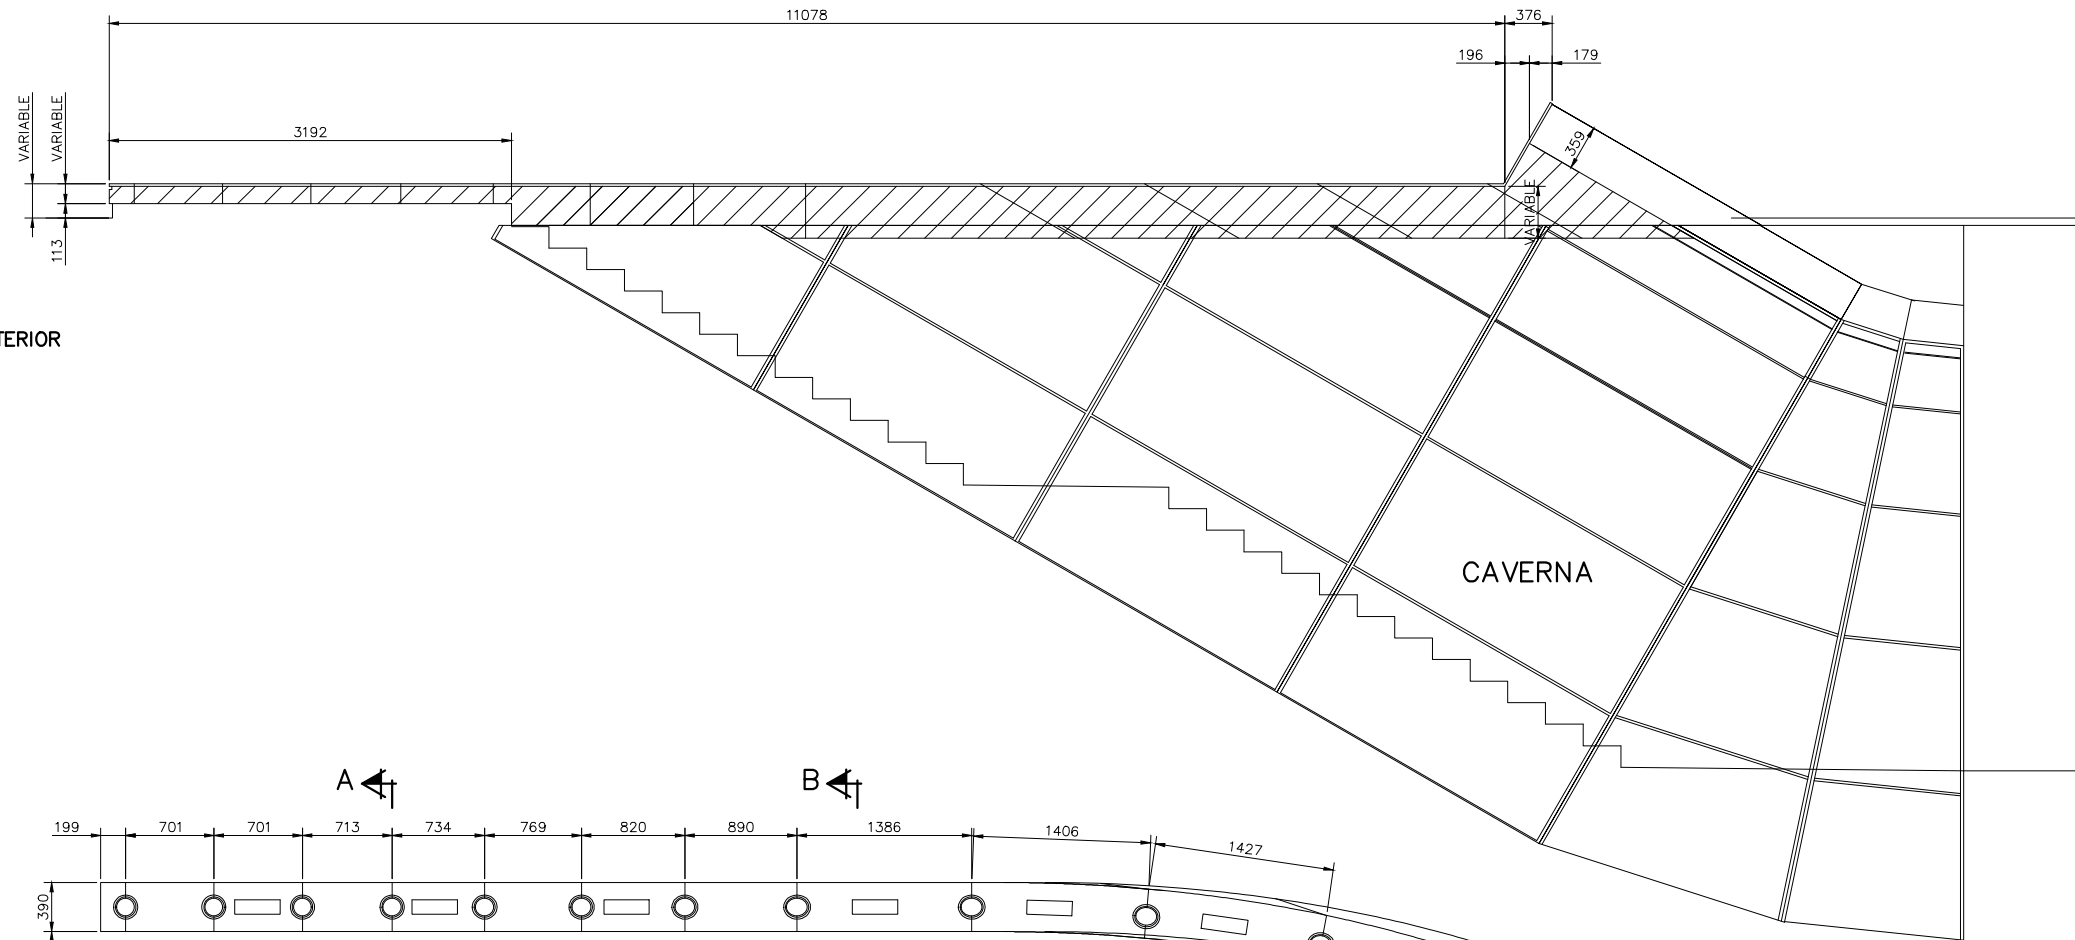 11078
376
196
179
VARIABLE
VARIABLE
3192
359
VARIABLE
113
TERIOR
CAVERNA
A
B
199
701
701
713
734
769
820
890
1386
1406
1427
390